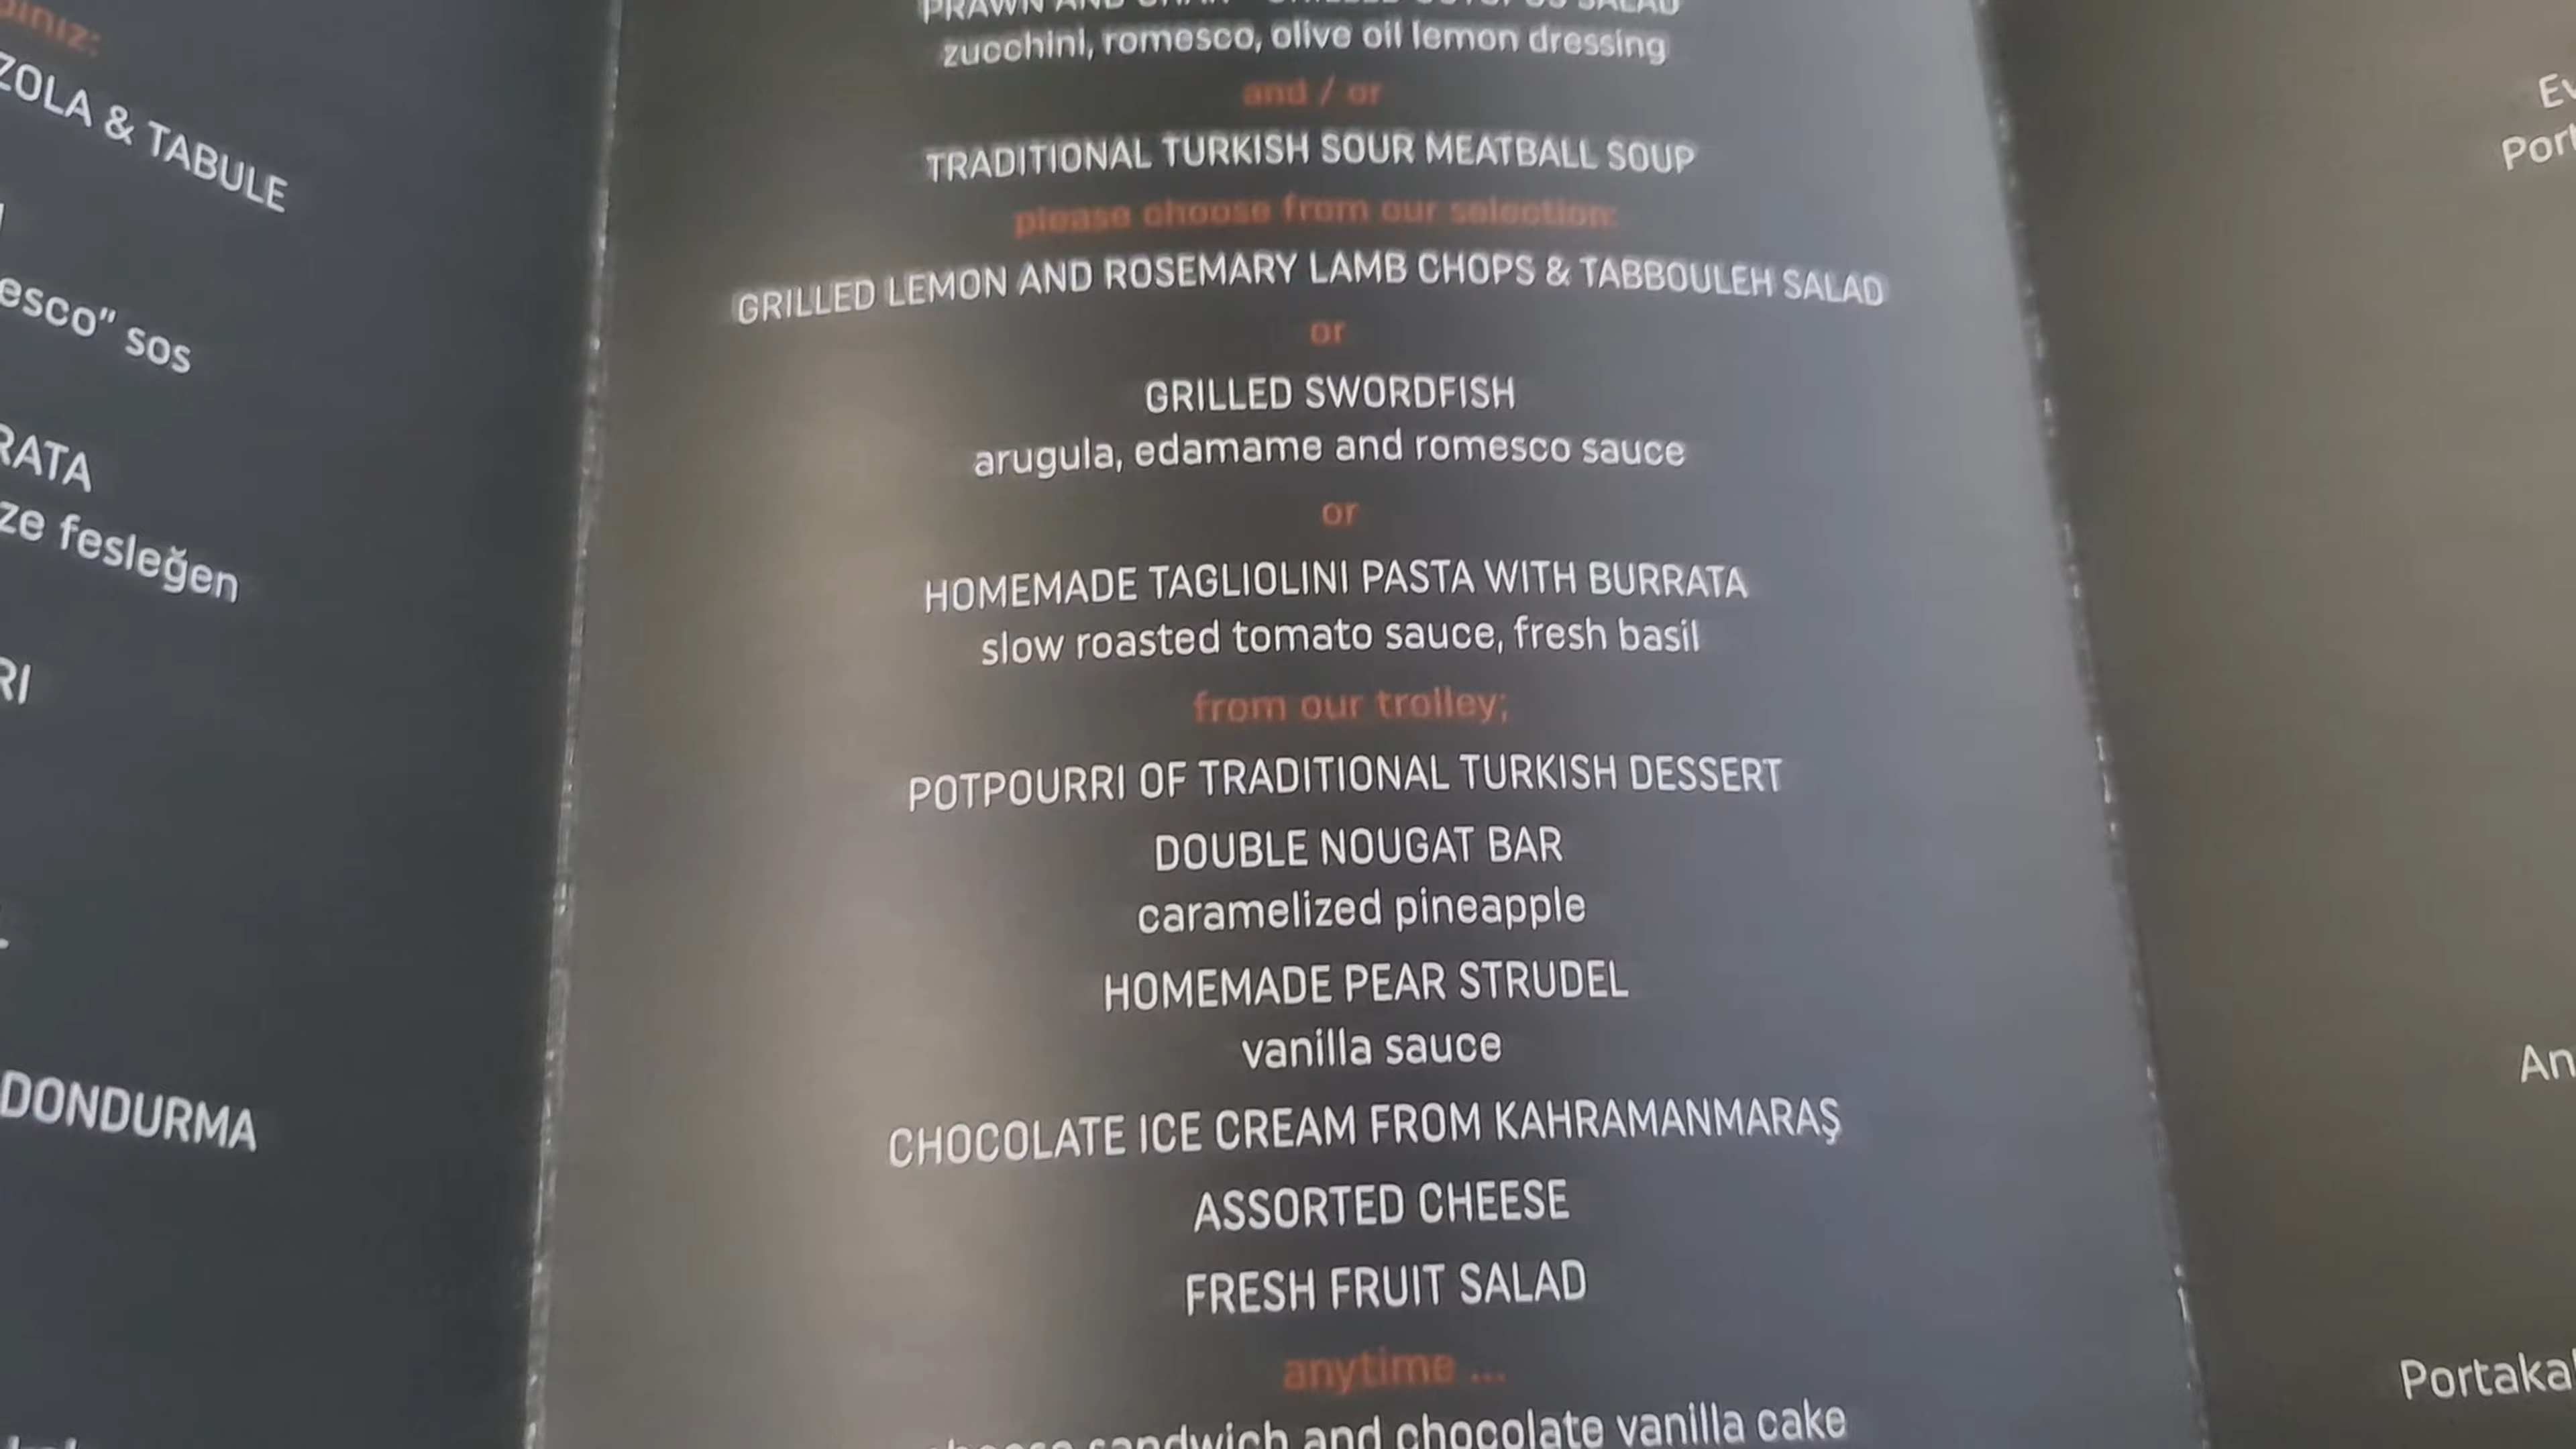 ZOLA & TABULE
esco" sos
RATA
ze fesleğen
RI
DONDURMA
zucchini, romesco, olive oil lemon dressing
and / or
TRADITIONAL TURKISH SOUR MEATBALL SOUP
please choose from our selection:
GRILLED LEMON AND ROSEMARY LAMB CHOPS & TABBOULEH SALAD
or
GRILLED SWORDFISH
arugula, edamame and romesco sauce
or
HOMEMADE TAGLIOLINI PASTA WITH BURRATA
slow roasted tomato sauce, fresh basil
from our trolley;
POTPOURRI OF TRADITIONAL TURKISH DESSERT
DOUBLE NOUGAT BAR
caramelized pineapple
HOMEMADE PEAR STRUDEL
vanilla sauce
CHOCOLATE ICE CREAM FROM KAHRAMANMARAŞ
ASSORTED CHEESE
FRESH FRUIT SALAD
anytime ...
sandwich and chocolate vanilla cake
Ev
Port
An
Portakal